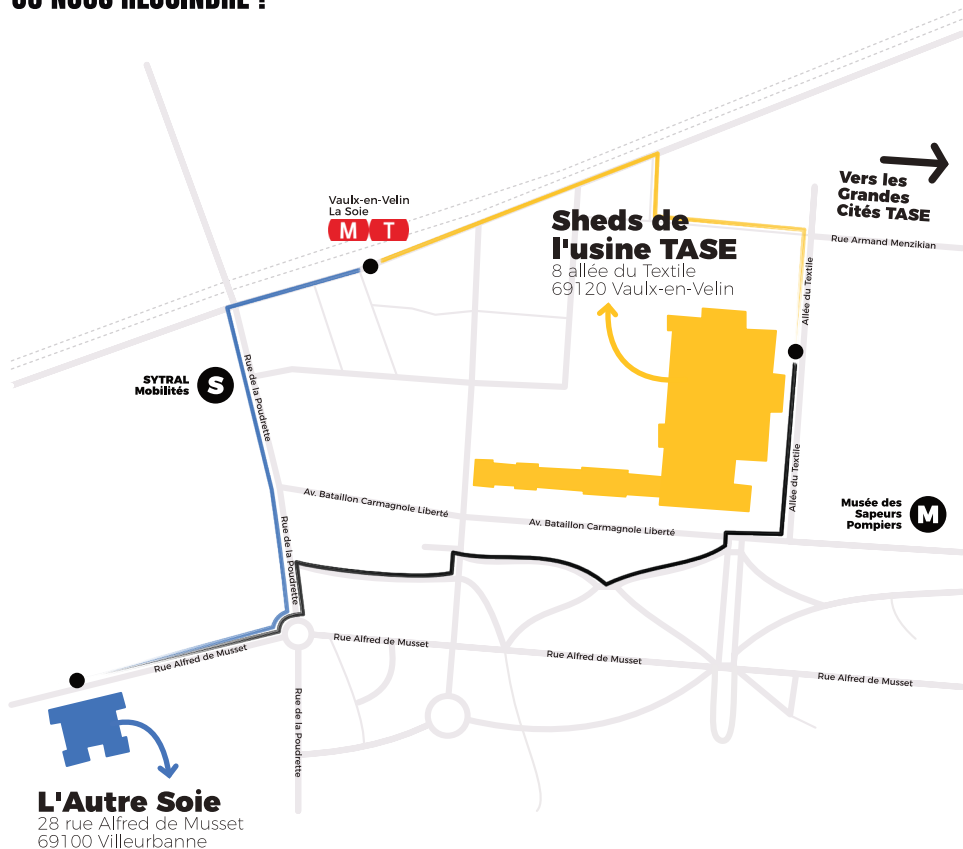 OÙ NOUS REJOINDRE ?
Vers les
Grandes
Cités TASE
Vaulx-en-Velin
La Soie
M T
Sheds de
l'usine TASE
8 allée du Textile
69120 Vaulx-en-Velin
Rue Armand Menzikian
Allée du Textile
SYTRAL
Mobilités
S
Rue de la Poudrette
Allée du Textile
Av. Bataillon Carmagnole Liberté
Av. Bataillon Carmagnole Liberté
Musée des
Sapeurs
Pompiers
M
Rue de la Poudrette
Rue Alfred de Musset
Rue Alfred de Musset
Rue Alfred de Musset
Rue Alfred de Musset
Rue de la Poudrette
L'Autre Soie
28 rue Alfred de Musset
69100 Villeurbanne